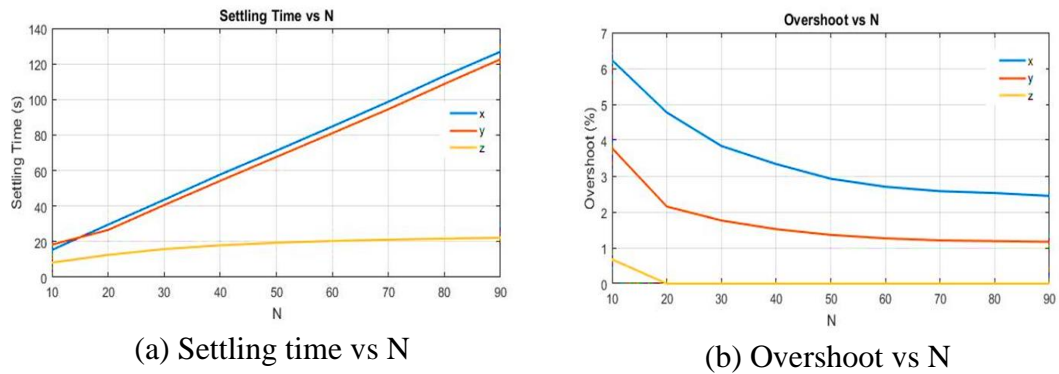 Settling Time vs N
Settling Time (s)
140
120
100
80
60
40
20
0
x
y
z
10 20 30 40 50 60 70 80 90
N
(a) Settling time vs N
Overshoot vs N
Overshoot (%)
7
6
5
4
3
2
1
0
x
y
z
10 20 30 40 50 60 70 80 90
N
(b) Overshoot vs N